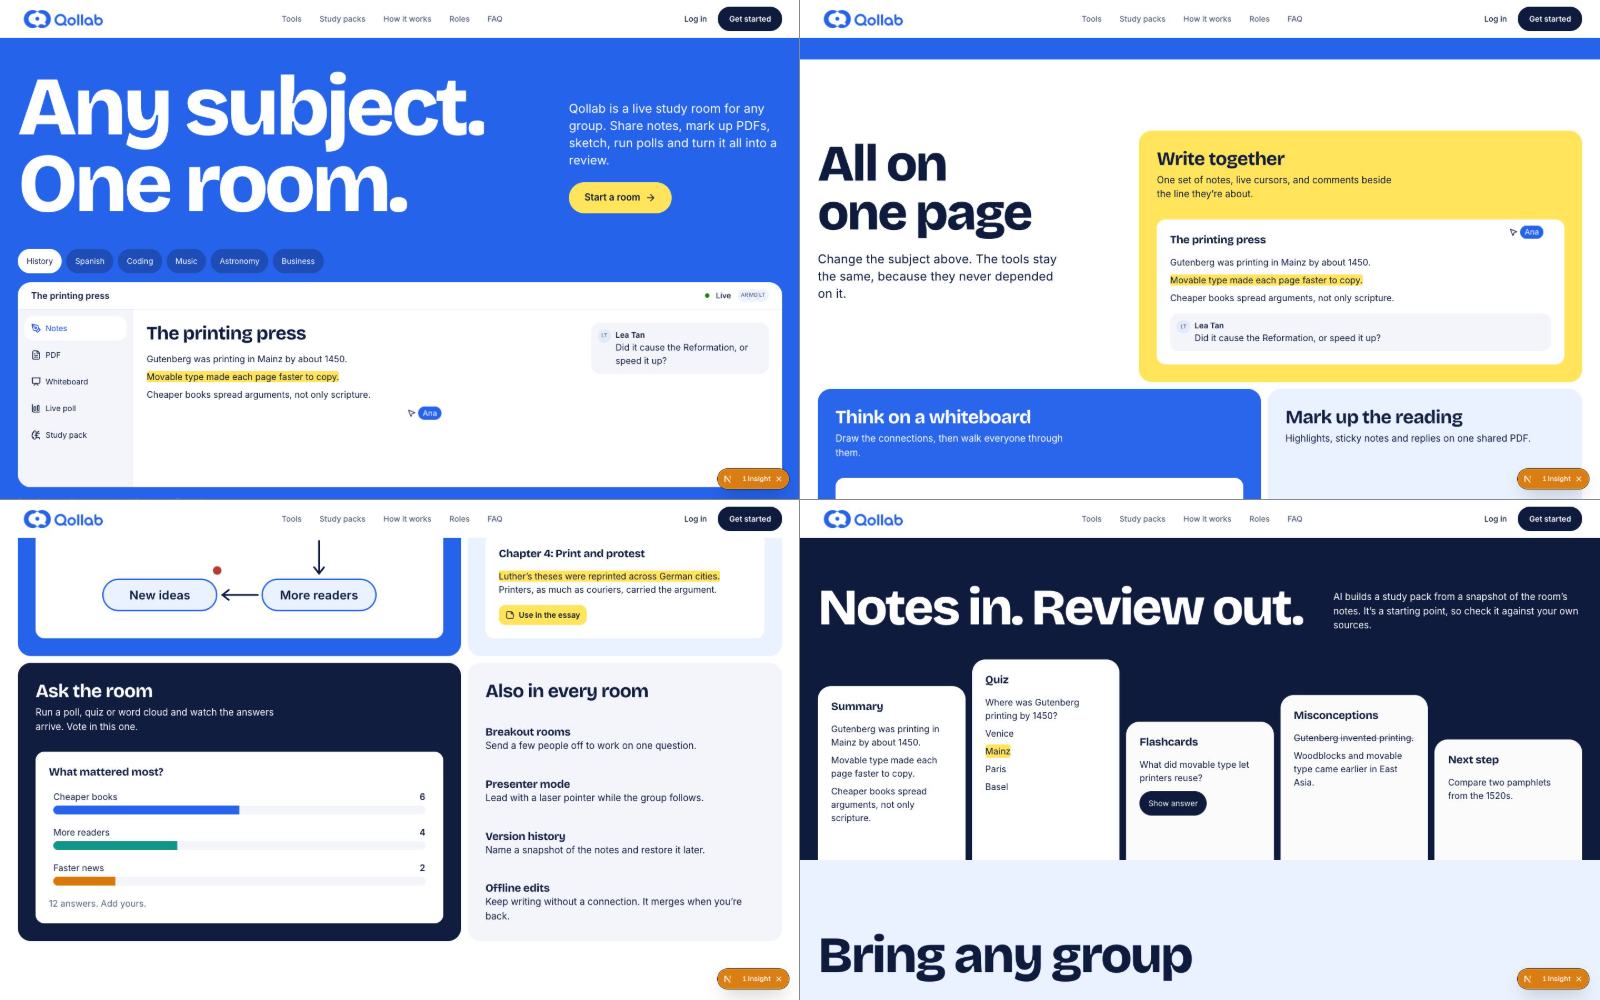 Qollab
Tools Study packs How it works Roles FAQ
Log in Get started
Any subject.
One room.
Qollab is a live study room for any
group. Share notes, mark up PDFs,
sketch, run polls and turn it all into a
review.
Start a room →
History Spanish Coding Music Astronomy Business
The printing press
Live
Notes
PDF
Whiteboard
Live poll
Study pack
The printing press
Gutenberg was printing in Mainz by about 1450.
Movable type made each page faster to copy.
Cheaper books spread arguments, not only scripture.
Ana
LT
Lea Tan
Did it cause the Reformation, or
speed it up?
1 Insight ×
Qollab
Tools Study packs How it works Roles FAQ
Log in Get started
All on
one page
Change the subject above. The tools stay
the same, because they never depended
on it.
Write together
One set of notes, live cursors, and comments beside
the line they're about.
The printing press
Ana
Gutenberg was printing in Mainz by about 1450.
Movable type made each page faster to copy.
Cheaper books spread arguments, not only scripture.
LT
Lea Tan
Did it cause the Reformation, or speed it up?
Think on a whiteboard
Draw the connections, then walk everyone through
them.
Mark up the reading
Highlights, sticky notes and replies on one shared PDF.
1 Insight ×
Qollab
Tools Study packs How it works Roles FAQ
Log in Get started
New ideas
More readers
Chapter 4: Print and protest
Luther's theses were reprinted across German cities.
Printers, as much as couriers, carried the argument.
Use in the essay
Ask the room
Run a poll, quiz or word cloud and watch the answers
arrive. Vote in this one.
What mattered most?
Cheaper books 6
More readers 4
Faster news 2
12 answers. Add yours.
Also in every room
Breakout rooms
Send a few people off to work on one question.
Presenter mode
Lead with a laser pointer while the group follows.
Version history
Name a snapshot of the notes and restore it later.
Offline edits
Keep writing without a connection. It merges when you're
back.
1 Insight ×
Qollab
Tools Study packs How it works Roles FAQ
Log in Get started
Notes in. Review out.
AI builds a study pack from a snapshot of the room's
notes. It's a starting point, so check it against your own
sources.
Summary
Gutenberg was printing in
Mainz by about 1450.
Movable type made each
page faster to copy.
Cheaper books spread
arguments, not only
scripture.
Quiz
Where was Gutenberg
printing by 1450?
Venice
Mainz
Paris
Basel
Flashcards
What did movable type let
printers reuse?
Show answer
Misconceptions
Gutenberg invented printing.
Woodblocks and movable
type came earlier in East
Asia.
Next step
Compare two pamphlets
from the 1520s.
Bring any group
1 Insight ×